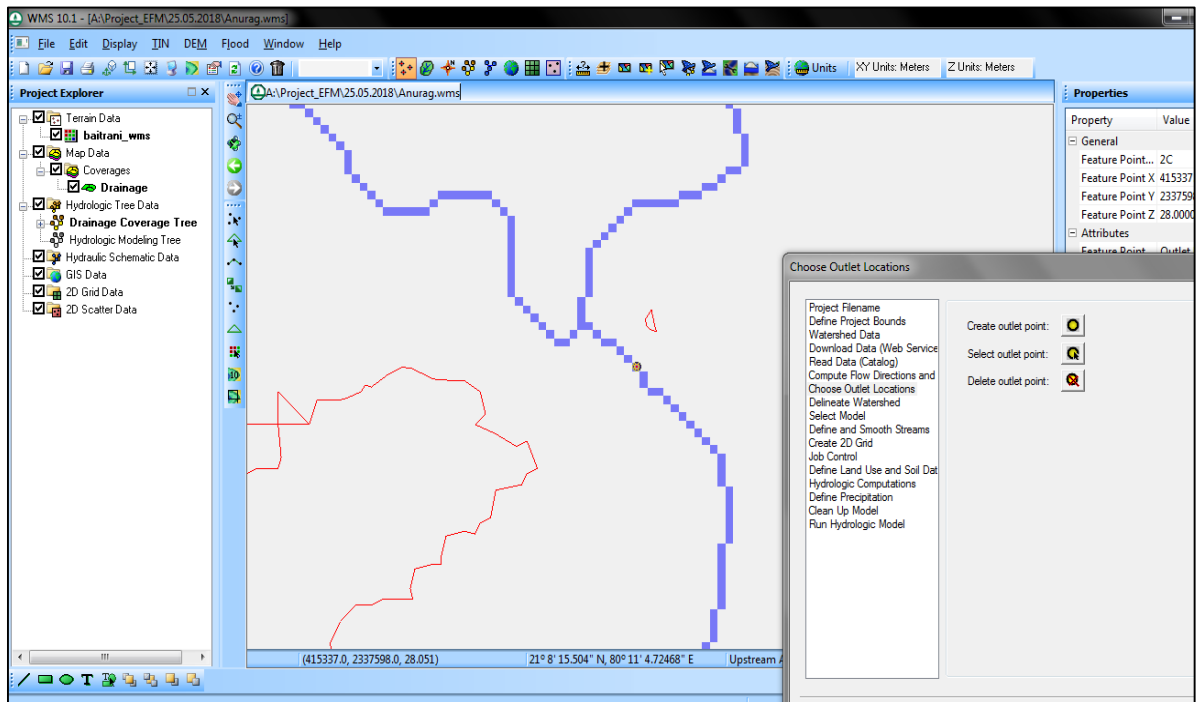 WMS 10.1 - [A:\Project_EFM\25.05.2018\Anurag.wms]
File Edit Display TIN DEM Flood Window Help
Units XY Units: Meters Z Units: Meters
Project Explorer
Terrain Data
baitrani_wms
Map Data
Coverages
Drainage
Hydrologic Tree Data
Drainage Coverage Tree
Hydrologic Modeling Tree
Hydraulic Schematic Data
GIS Data
2D Grid Data
2D Scatter Data
A:\Project_EFM\25.05.2018\Anurag.wms
Properties
Property Value
General
Feature Point... 2C
Feature Point X 415337
Feature Point Y 2337598
Feature Point Z 28.0000
Attributes
Feature Point Outlet
Choose Outlet Locations
Project Filename
Define Project Bounds
Watershed Data
Download Data (Web Service
Read Data (Catalog)
Compute Flow Directions and
Choose Outlet Locations
Delineate Watershed
Select Model
Define and Smooth Streams
Create 2D Grid
Job Control
Define Land Use and Soil Dat
Hydrologic Computations
Define Precipitation
Clean Up Model
Run Hydrologic Model
Create outlet point:
Select outlet point:
Delete outlet point:
(415337.0, 2337598.0, 28.051) 21° 8' 15.504" N, 80° 11' 4.72468" E Upstream A
T